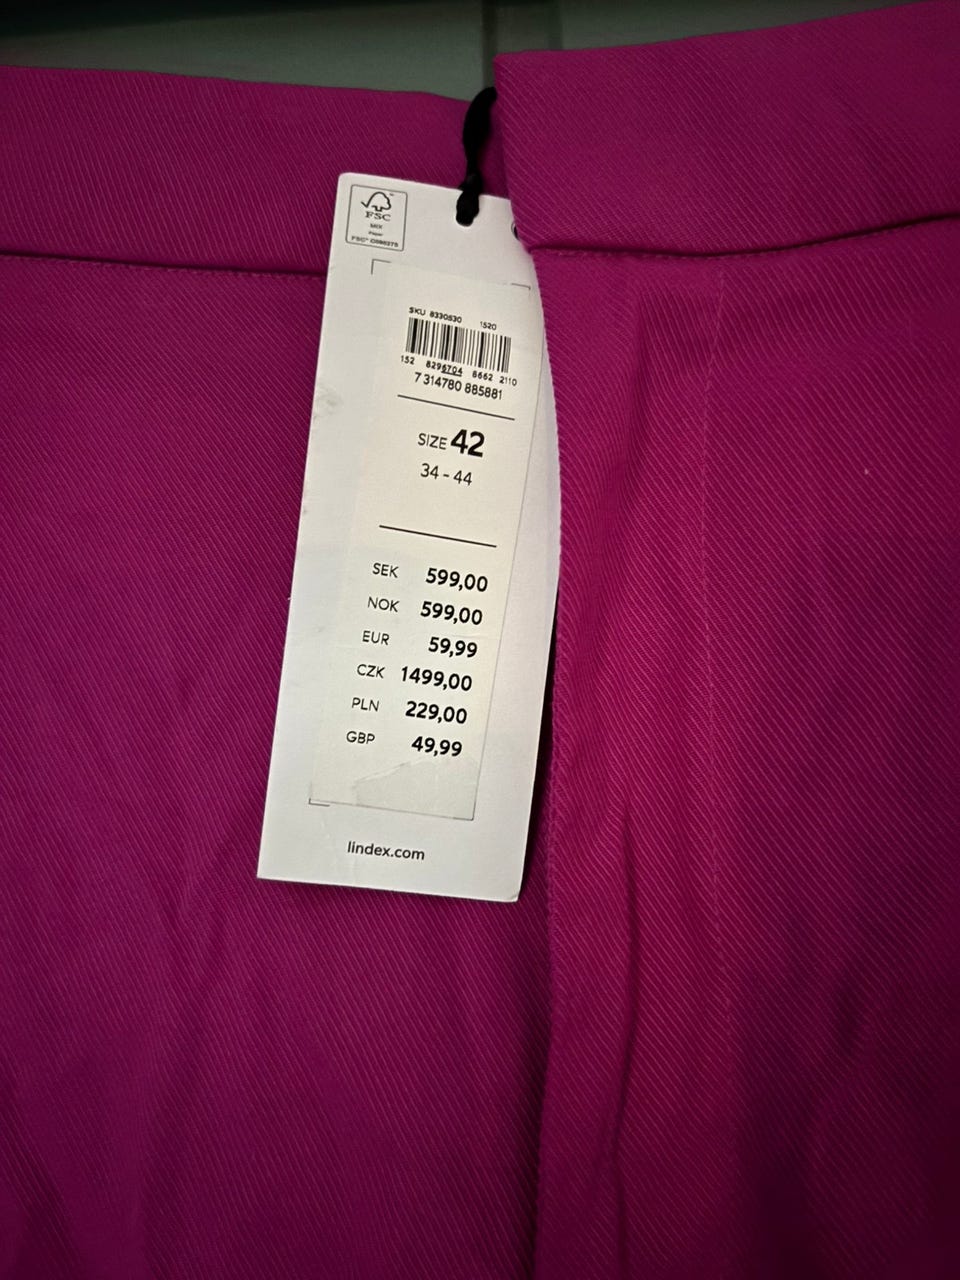 FSC
MIX
Paper
SKU 8330530 1520
152 8296704 8662 2110
7 314780 885881
SIZE 42
34 - 44
SEK 599,00
NOK 599,00
EUR 59,99
CZK 1499,00
PLN 229,00
GBP 49,99
lindex.com